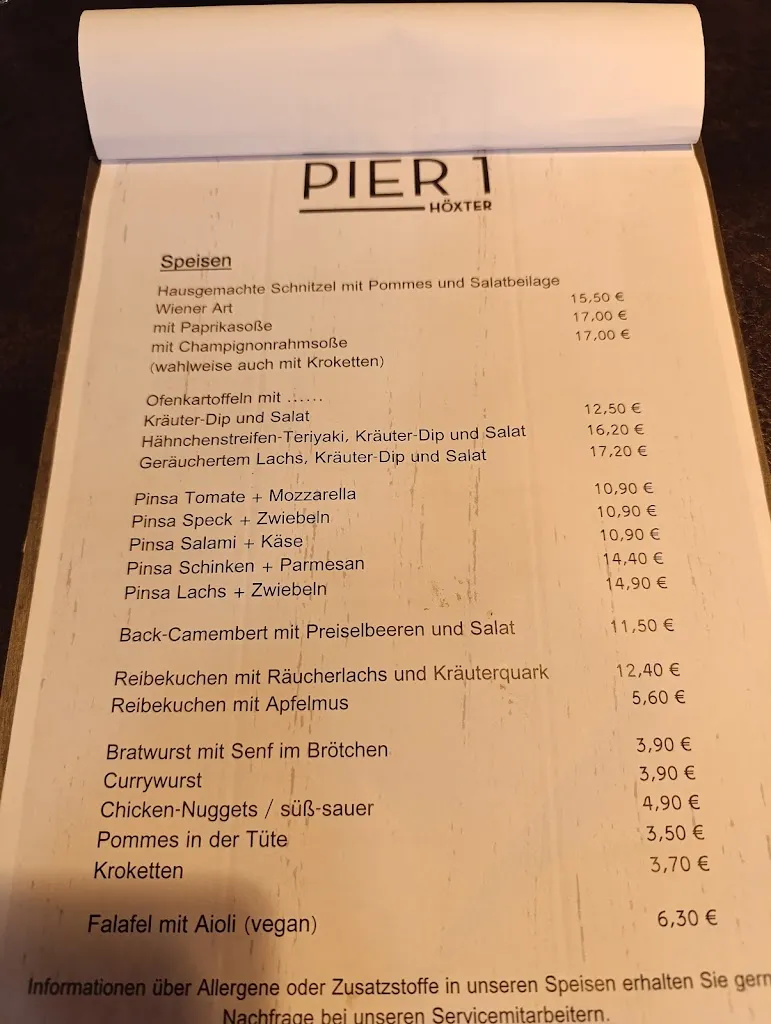 PIER 1
HÖXTER
Speisen
Hausgemachte Schnitzel mit Pommes und Salatbeilage
Wiener Art 15,50 €
mit Paprikasoße 17,00 €
mit Champignonrahmsoße 17,00 €
(wahlweise auch mit Kroketten)
Ofenkartoffeln mit ......
Kräuter-Dip und Salat 12,50 €
Hähnchenstreifen-Teriyaki, Kräuter-Dip und Salat 16,20 €
Geräuchertem Lachs, Kräuter-Dip und Salat 17,20 €
Pinsa Tomate + Mozzarella 10,90 €
Pinsa Speck + Zwiebeln 10,90 €
Pinsa Salami + Käse 10,90 €
Pinsa Schinken + Parmesan 14,40 €
Pinsa Lachs + Zwiebeln 14,90 €
Back-Camembert mit Preiselbeeren und Salat 11,50 €
Reibekuchen mit Räucherlachs und Kräuterquark 12,40 €
Reibekuchen mit Apfelmus 5,60 €
Bratwurst mit Senf im Brötchen 3,90 €
Currywurst 3,90 €
Chicken-Nuggets / süß-sauer 4,90 €
Pommes in der Tüte 3,50 €
Kroketten 3,70 €
Falafel mit Aioli (vegan) 6,30 €
Informationen über Allergene oder Zusatzstoffe in unseren Speisen erhalten Sie gern
Nachfrage bei unseren Servicemitarbeitern.